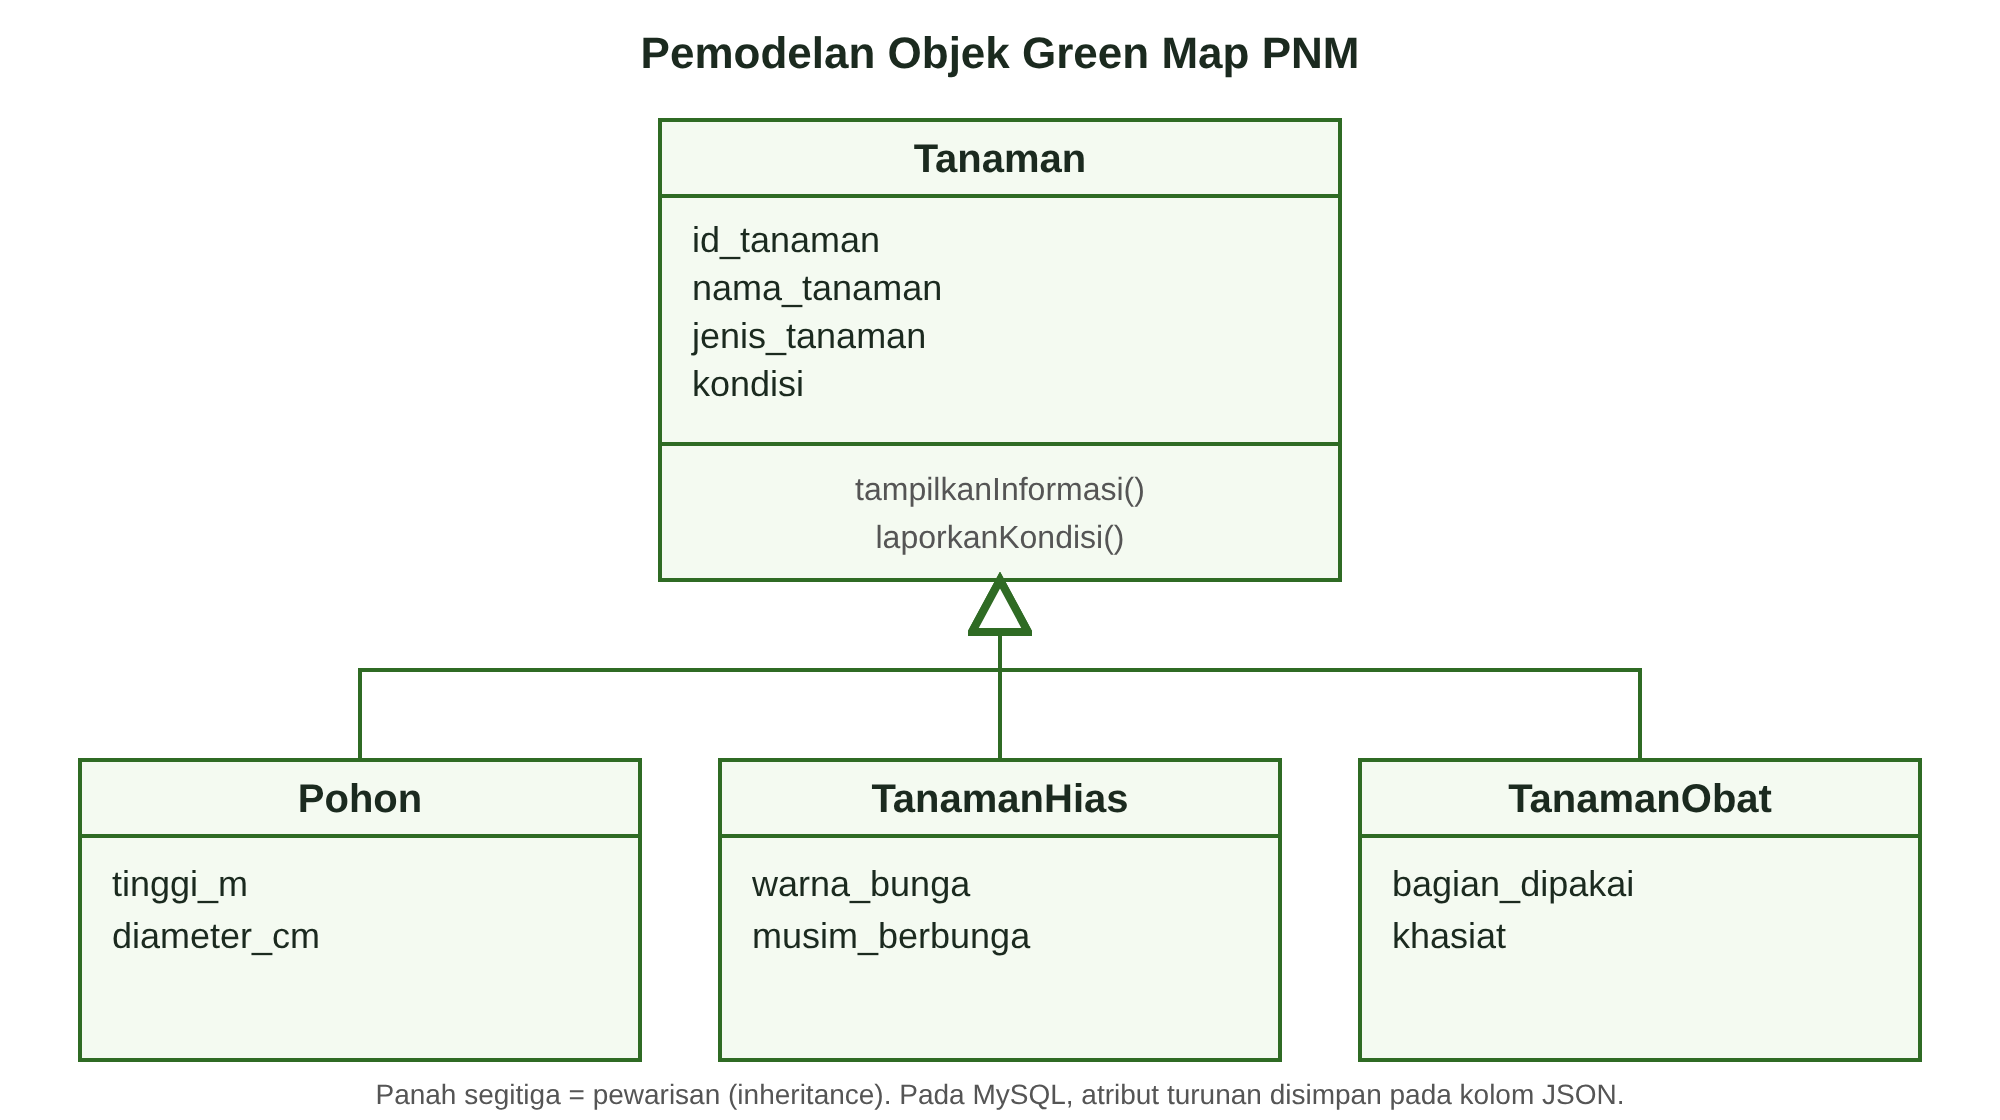 Pemodelan Objek Green Map PNM
Tanaman
id_tanaman
nama_tanaman
jenis_tanaman
kondisi
tampilkanInformasi()
laporkanKondisi()
Pohon
tinggi_m
diameter_cm
TanamanHias
warna_bunga
musim_berbunga
TanamanObat
bagian_dipakai
khasiat
Panah segitiga = pewarisan (inheritance). Pada MySQL, atribut turunan disimpan pada kolom JSON.